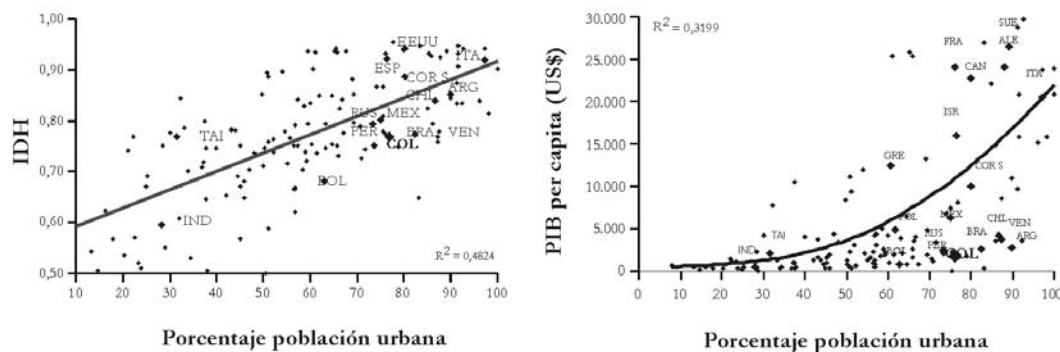 IDH
1,00
0,90
0,80
0,70
0,60
0,50
EEUU
ITA
ESP
COR S
CHL
ARG
RUS
MEX
TAI
PER
BRA
VEN
COL
BOL
IND
R² = 0,4824
10 20 30 40 50 60 70 80 90 100
Porcentaje población urbana
PIB per capita (US$)
30.000
25.000
20.000
15.000
10.000
5.000
0
R² = 0,3199
SUE
FRA
ALE
CAN
ITA
ISR
GRE
COR S
POL
MEX
CHL
VEN
TAI
RUS
BRA
ARG
IND
BOL
PER
COL
0 10 20 30 40 50 60 70 80 90 100
Porcentaje población urbana